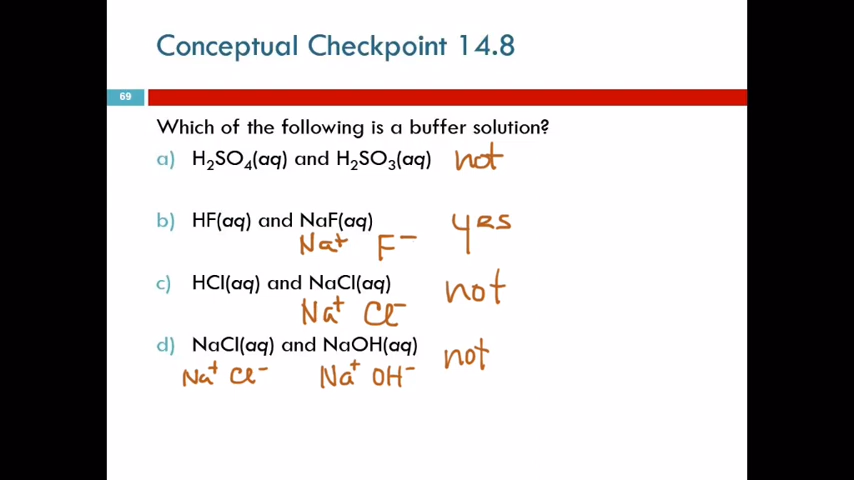 Conceptual Checkpoint 14.8
69
Which of the following is a buffer solution?
a) H₂SO₄(aq) and H₂SO₃(aq) not
b) HF(aq) and NaF(aq) yes
Na⁺ F⁻
c) HCl(aq) and NaCl(aq) not
Na⁺ Cl⁻
d) NaCl(aq) and NaOH(aq) not
Na⁺ Cl⁻ Na⁺ OH⁻